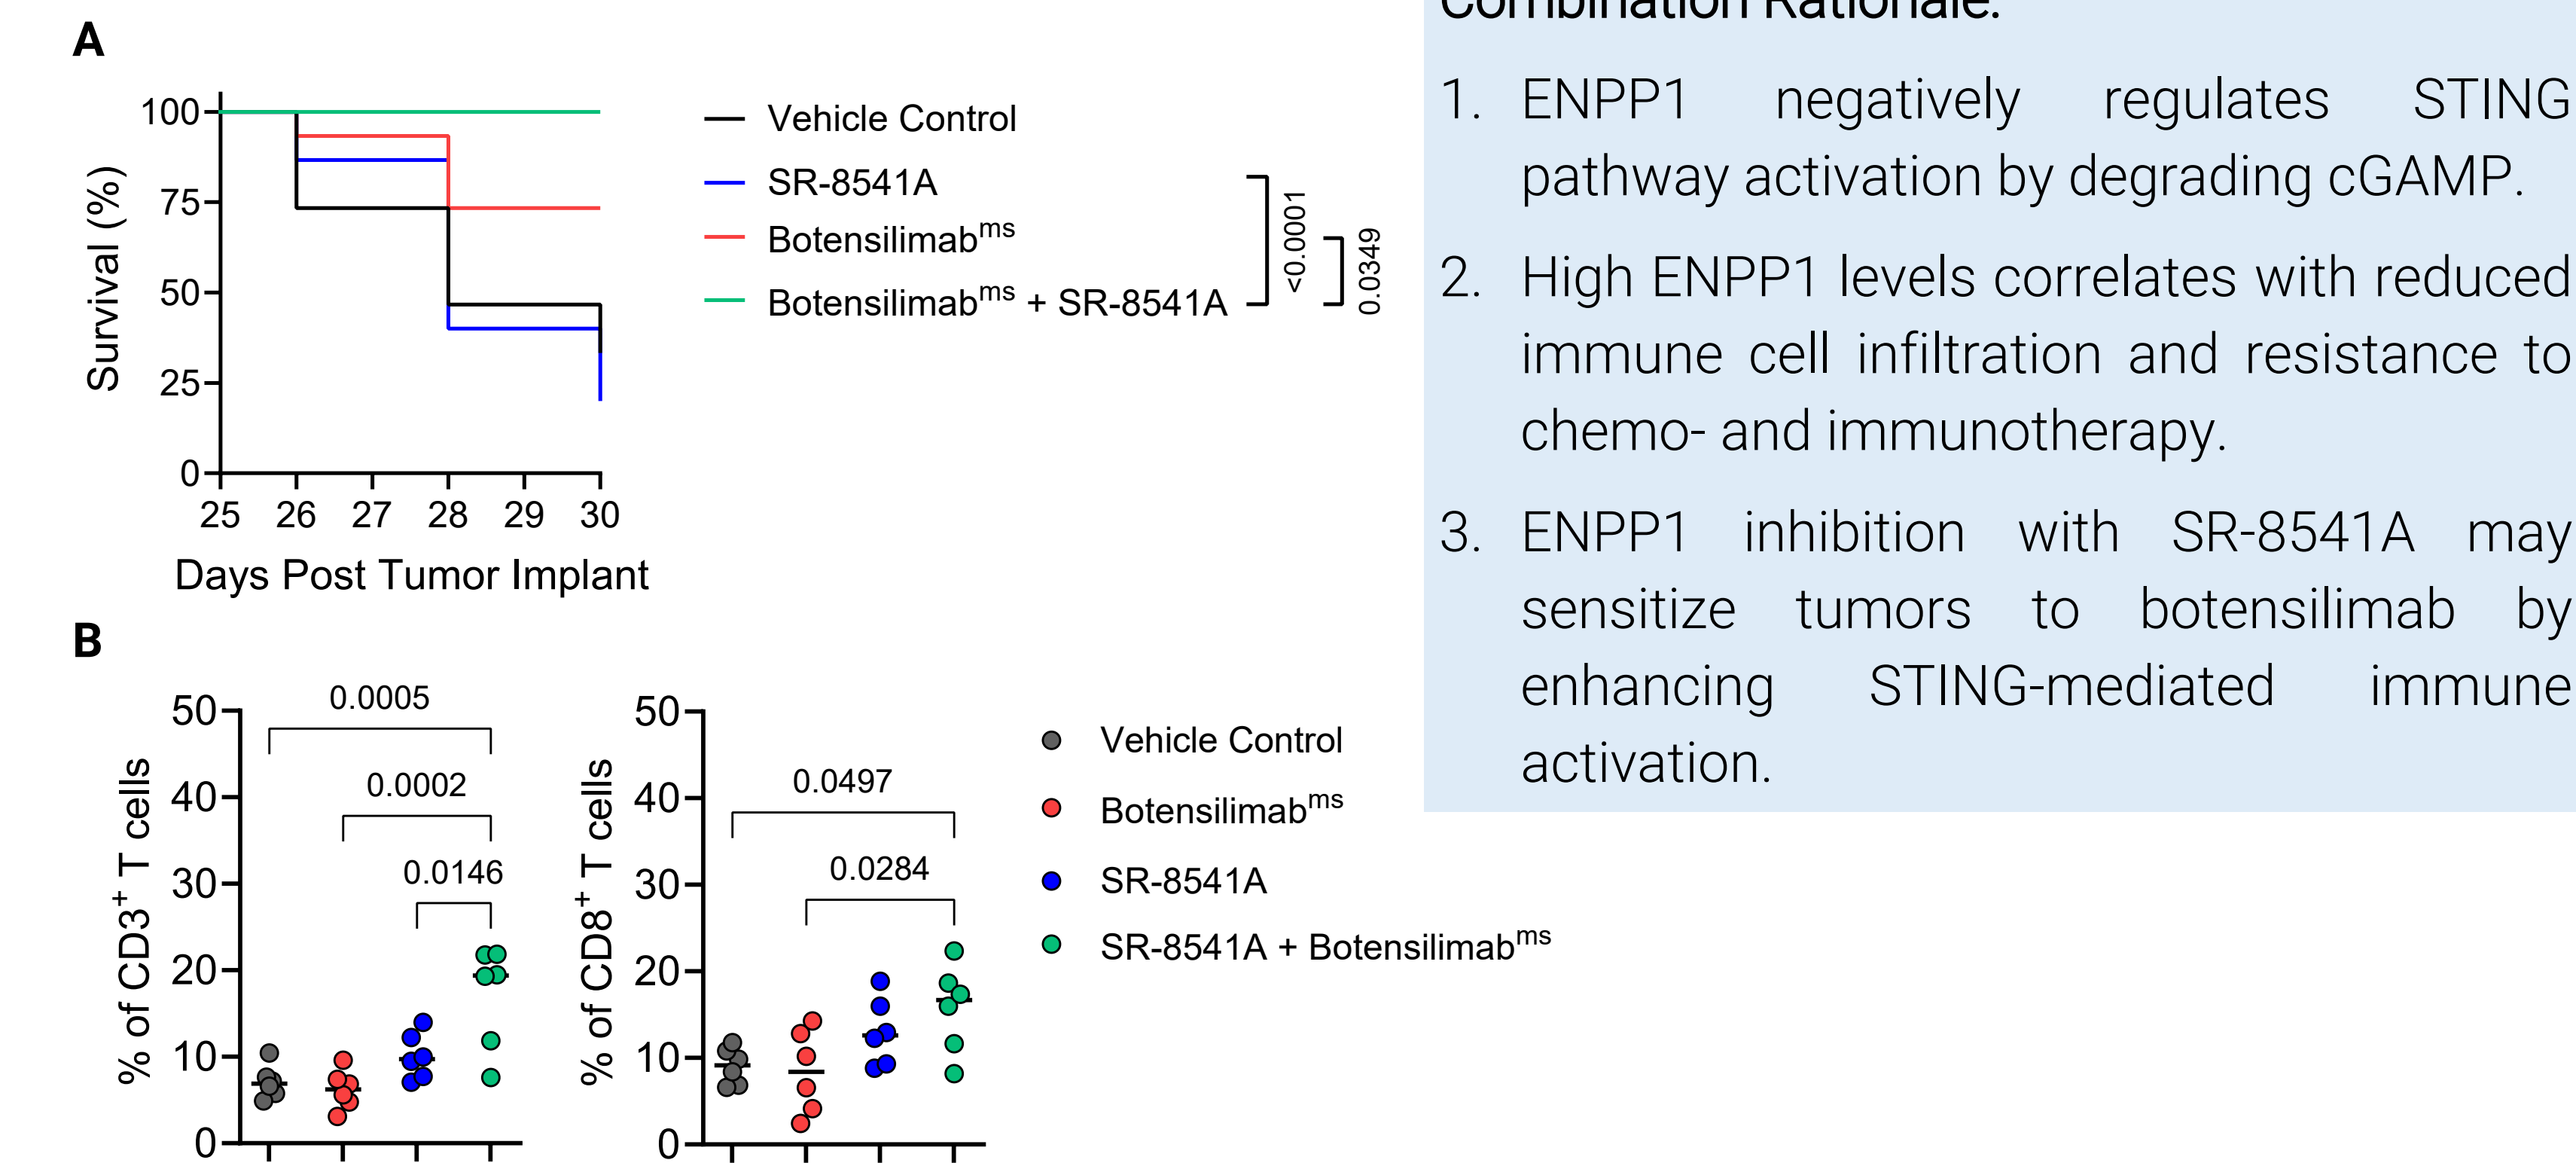 A
100
75
50
25
0
Survival (%)
25 26 27 28 29 30
Days Post Tumor Implant
Vehicle Control
SR-8541A
Botensilimabms
Botensilimabms + SR-8541A
<0.0001
0.0349
Combination Rationale:
1. ENPP1 negatively regulates STING
pathway activation by degrading cGAMP.
2. High ENPP1 levels correlates with reduced
immune cell infiltration and resistance to
chemo- and immunotherapy.
3. ENPP1 inhibition with SR-8541A may
sensitize tumors to botensilimab by
enhancing STING-mediated immune
activation.
B
50
40
30
20
10
0
% of CD3+ T cells
0.0005
0.0002
0.0146
50
40
30
20
10
0
% of CD8+ T cells
0.0497
0.0284
Vehicle Control
Botensilimabms
SR-8541A
SR-8541A + Botensilimabms